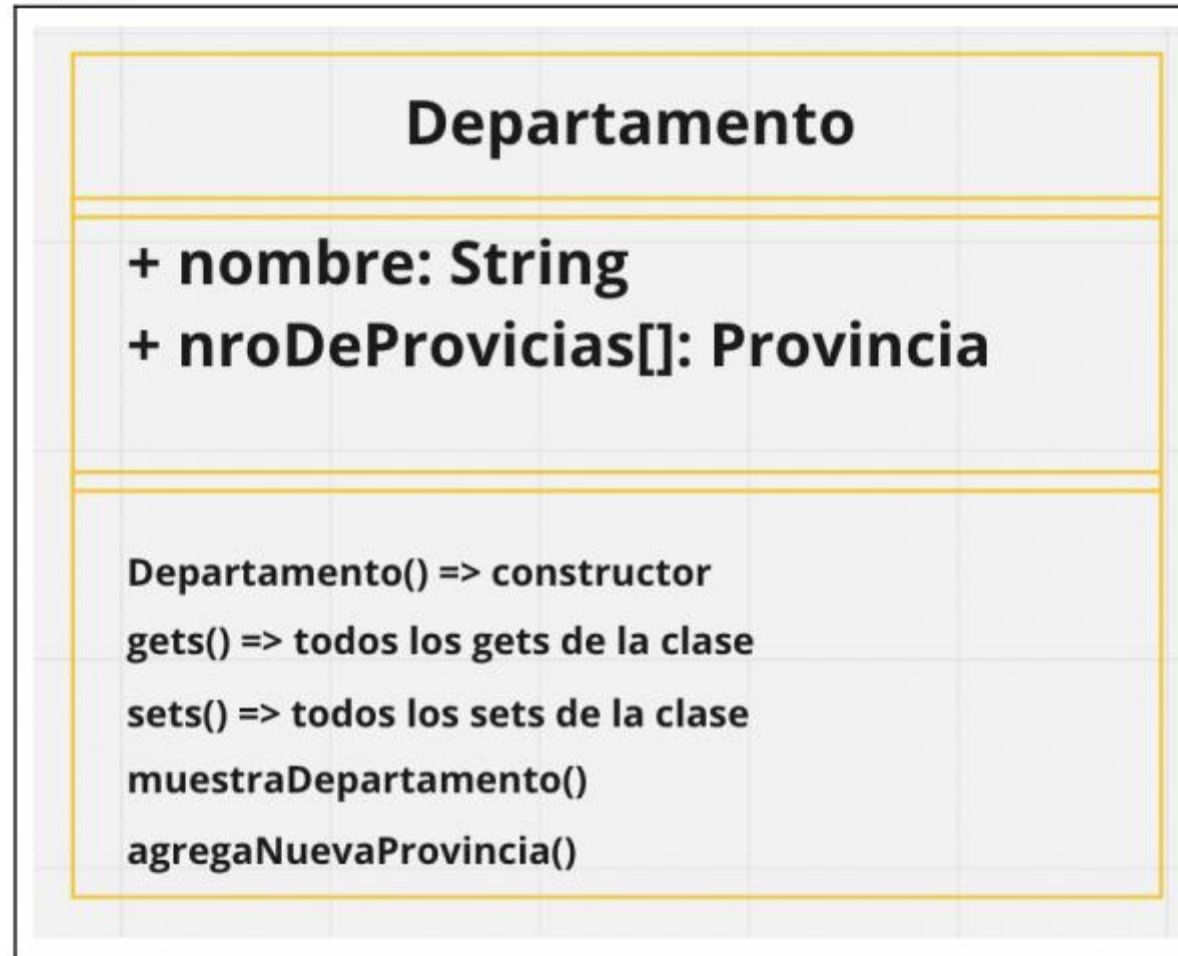 Departamento
+ nombre: String
+ nroDeProvicias[]: Provincia
Departamento() => constructor
gets() => todos los gets de la clase
sets() => todos los sets de la clase
muestraDepartamento()
agregaNuevaProvincia()